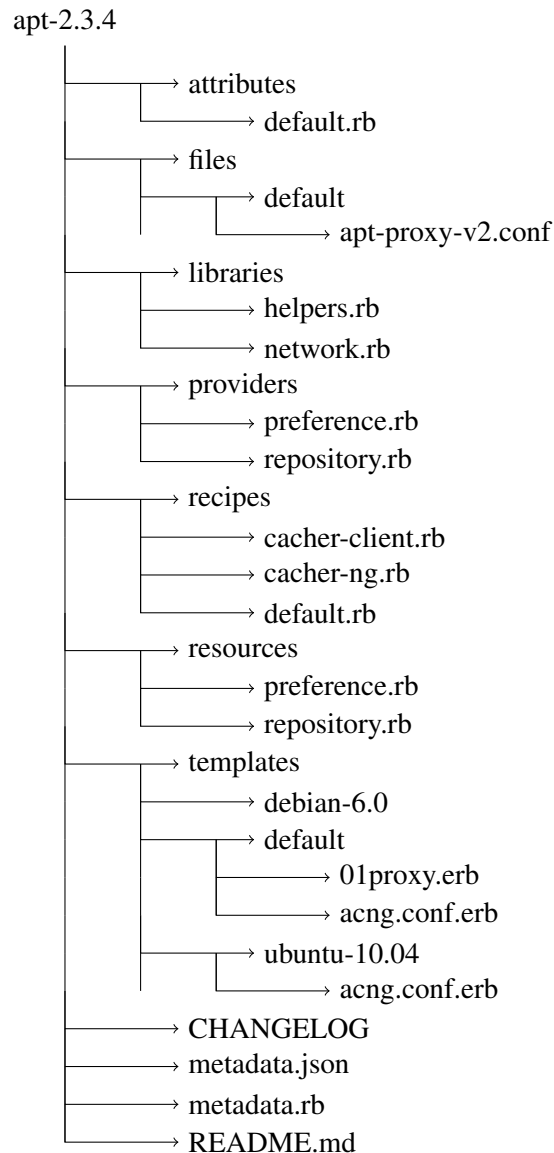 apt-2.3.4
attributes
default.rb
files
default
apt-proxy-v2.conf
libraries
helpers.rb
network.rb
providers
preference.rb
repository.rb
recipes
cacher-client.rb
cacher-ng.rb
default.rb
resources
preference.rb
repository.rb
templates
debian-6.0
default
01proxy.erb
acng.conf.erb
ubuntu-10.04
acng.conf.erb
CHANGELOG
metadata.json
metadata.rb
README.md